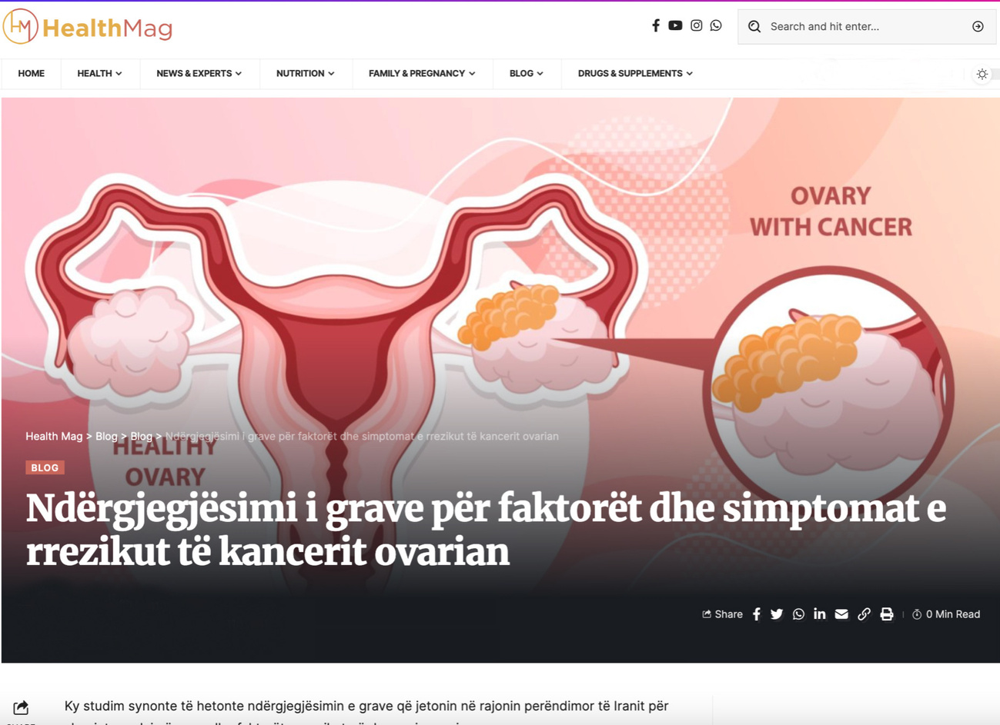 HM HealthMag
Search and hit enter...
HOME HEALTH NEWS & EXPERTS NUTRITION FAMILY & PREGNANCY BLOG DRUGS & SUPPLEMENTS
OVARY
WITH CANCER
Health Mag > Blog > Blog > Ndërgjegjësimi i grave për faktorët dhe simptomat e rrezikut të kancerit ovarian
HEALTHY
OVARY
BLOG
Ndërgjegjësimi i grave për faktorët dhe simptomat e
rrezikut të kancerit ovarian
Share 0 Min Read
Ky studim synonte të hetonte ndërgjegjësimin e grave që jetonin në rajonin perëndimor të Iranit për